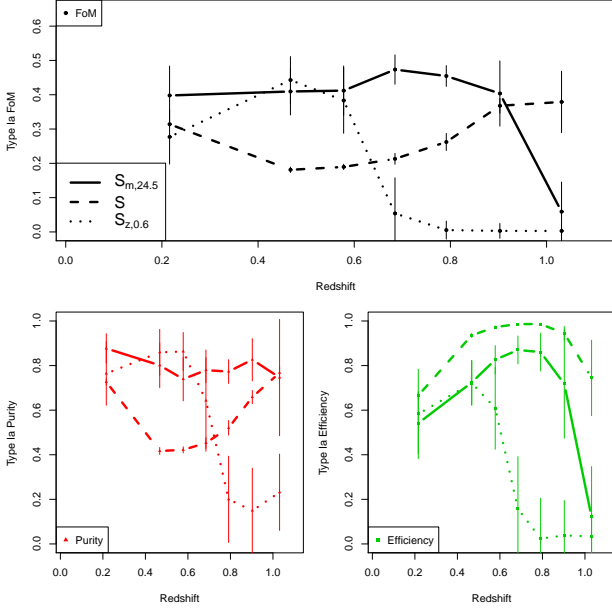 FoM
0.6
0.5
0.4
0.3
0.2
0.1
0.0
Type Ia FoM
S_{m,24.5}
S
S_{z,0.6}
0.0 0.2 0.4 0.6 0.8 1.0
Redshift
1.0
0.8
0.6
0.4
0.2
0.0
Type Ia Purity
Purity
0.0 0.2 0.4 0.6 0.8 1.0
Redshift
1.0
0.8
0.6
0.4
0.2
0.0
Type Ia Efficiency
Efficiency
0.0 0.2 0.4 0.6 0.8 1.0
Redshift